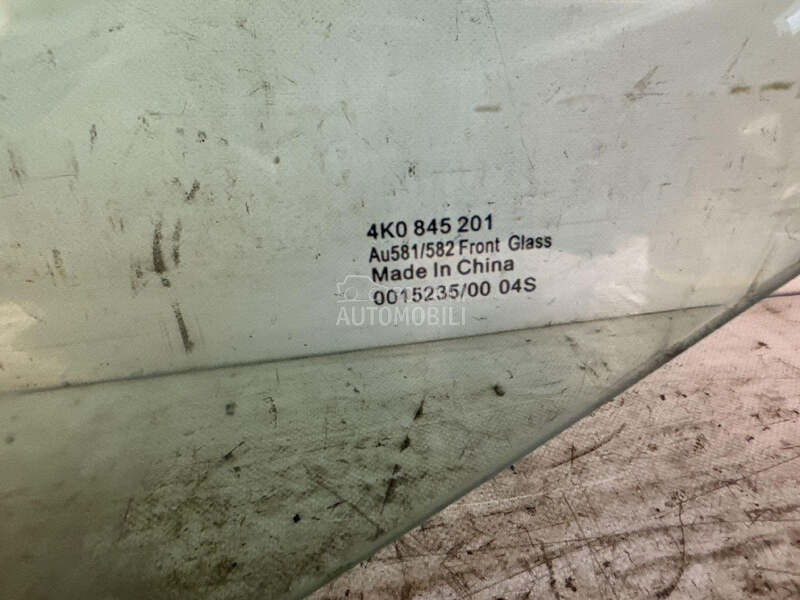 4K0 845 201
Au581/582 Front Glass
Made In China
0015235/00 04S
AUTOMOBILI